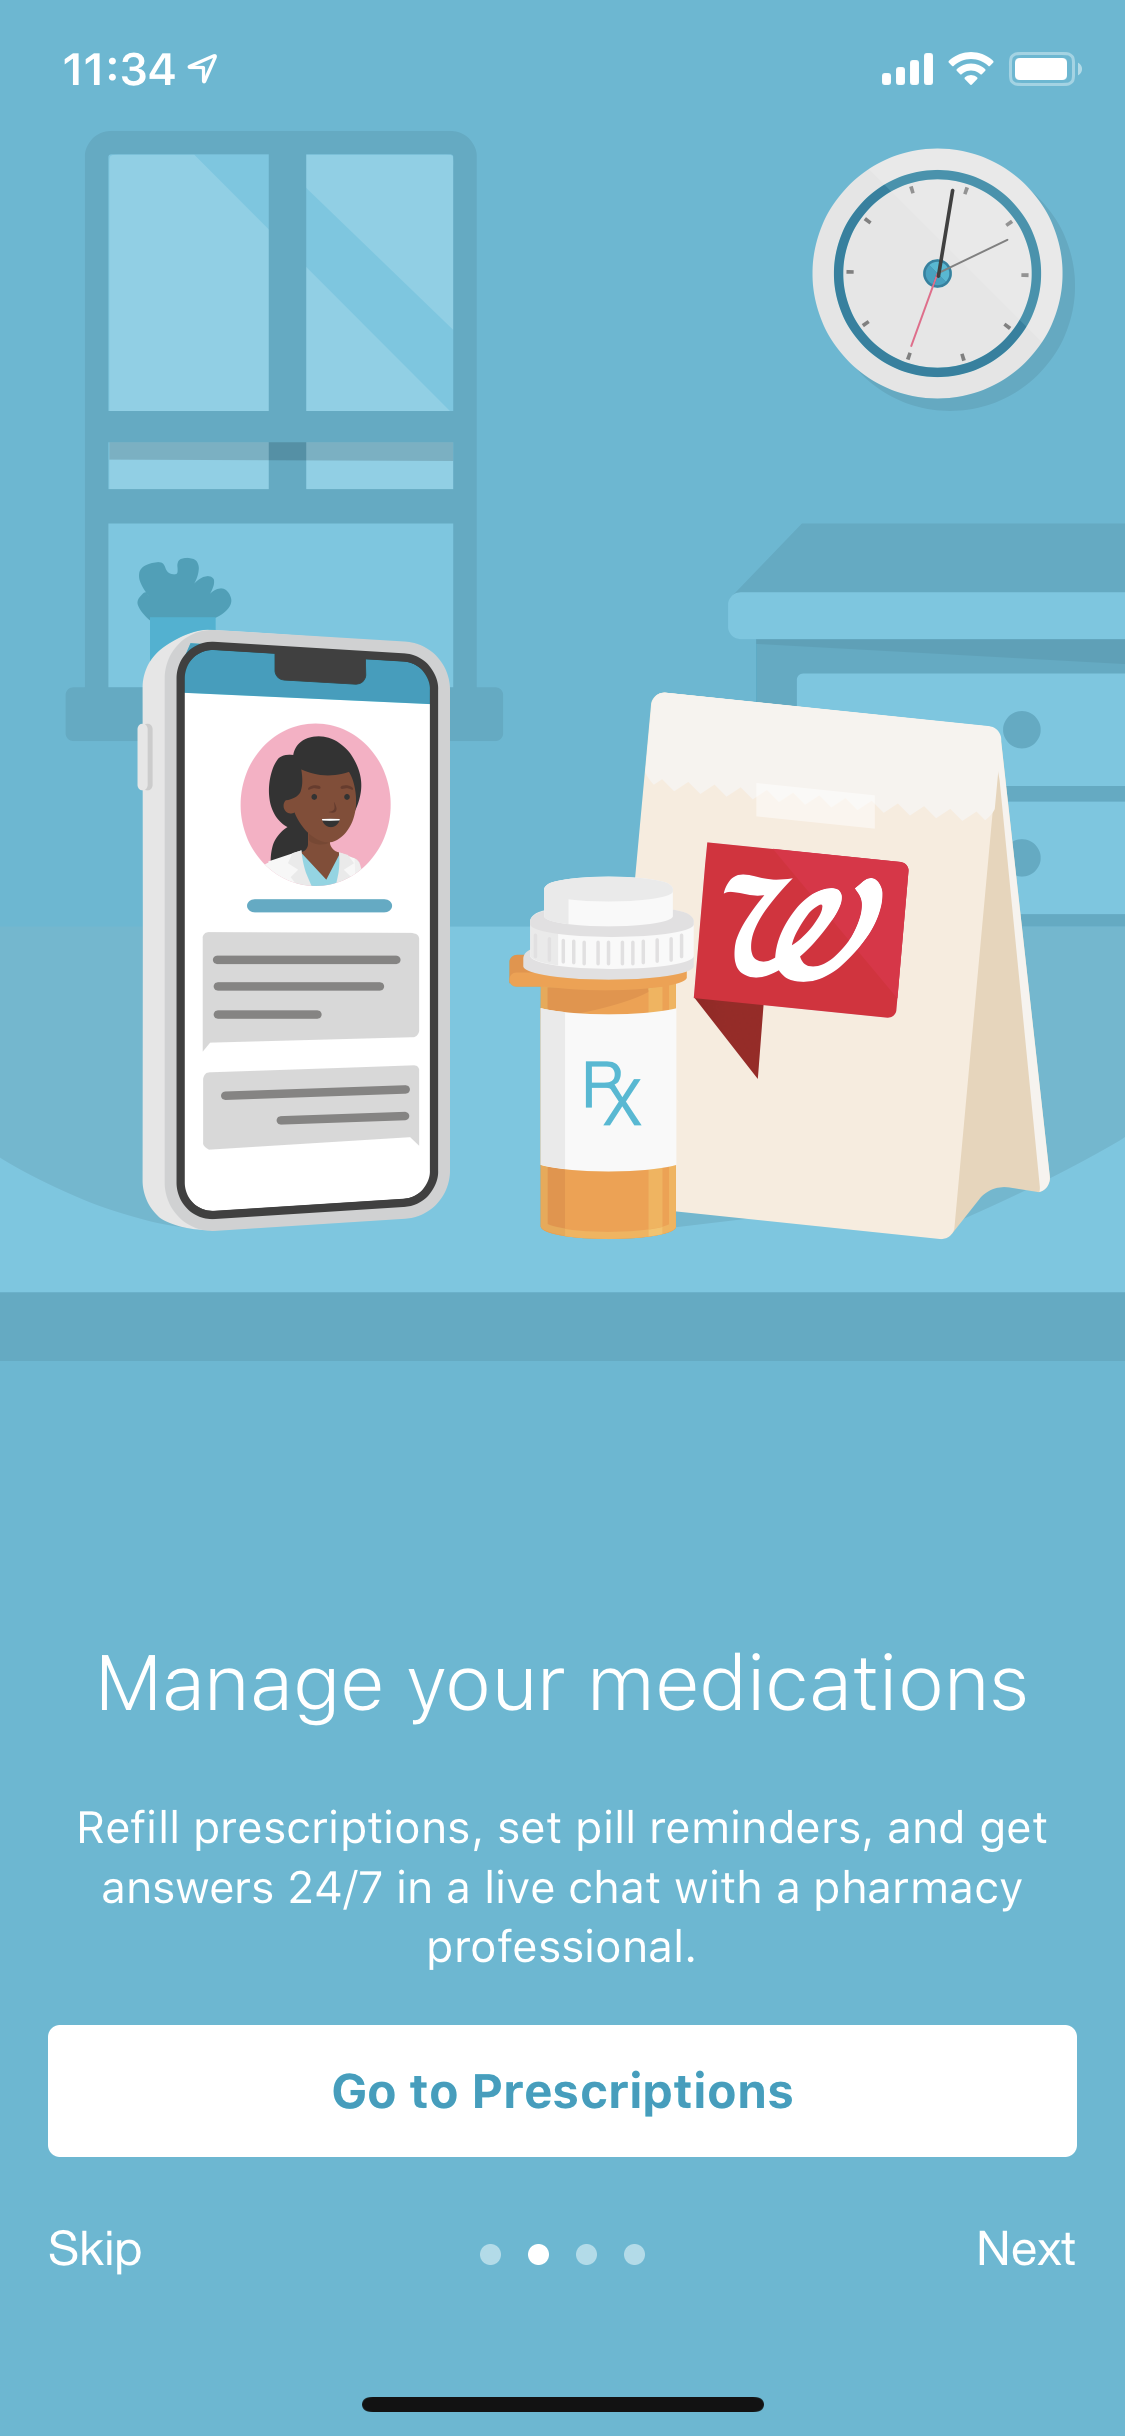 11:34
W
Rx
Manage your medications
Refill prescriptions, set pill reminders, and get
answers 24/7 in a live chat with a pharmacy
professional.
Go to Prescriptions
Skip
Next